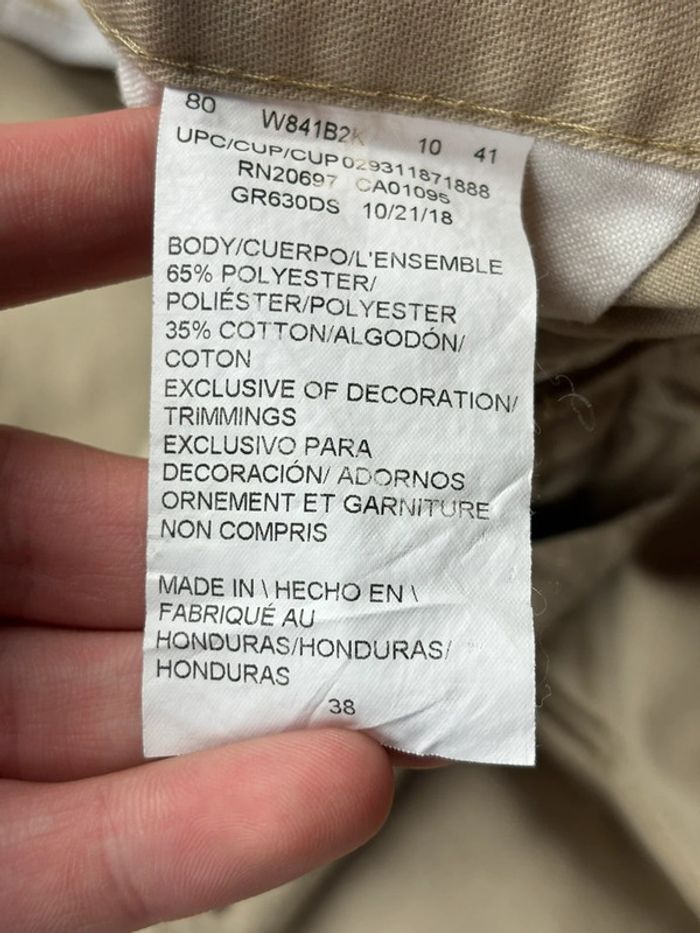 80 W841B2K 10 41
UPC/CUP/CUP 029311871888
RN20697 CA01095
GR630DS 10/21/18
BODY/CUERPO/L'ENSEMBLE
65% POLYESTER/
POLIÉSTER/POLYESTER
35% COTTON/ALGODÓN/
COTON
EXCLUSIVE OF DECORATION/
TRIMMINGS
EXCLUSIVO PARA
DECORACIÓN/ ADORNOS
ORNEMENT ET GARNITURE
NON COMPRIS
MADE IN \ HECHO EN \
FABRIQUÉ AU
HONDURAS/HONDURAS/
HONDURAS
38